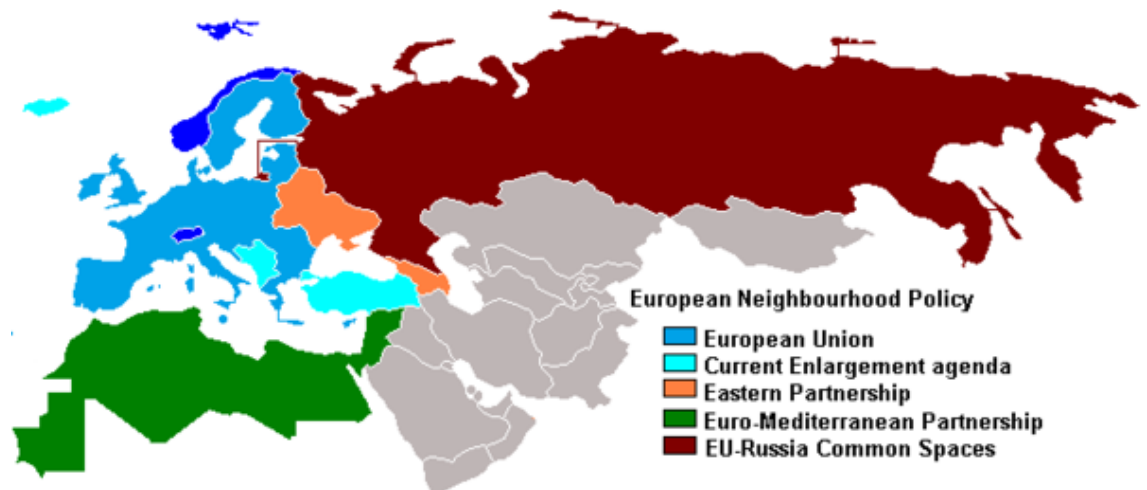 European Neighbourhood Policy
European Union
Current Enlargement agenda
Eastern Partnership
Euro-Mediterranean Partnership
EU-Russia Common Spaces